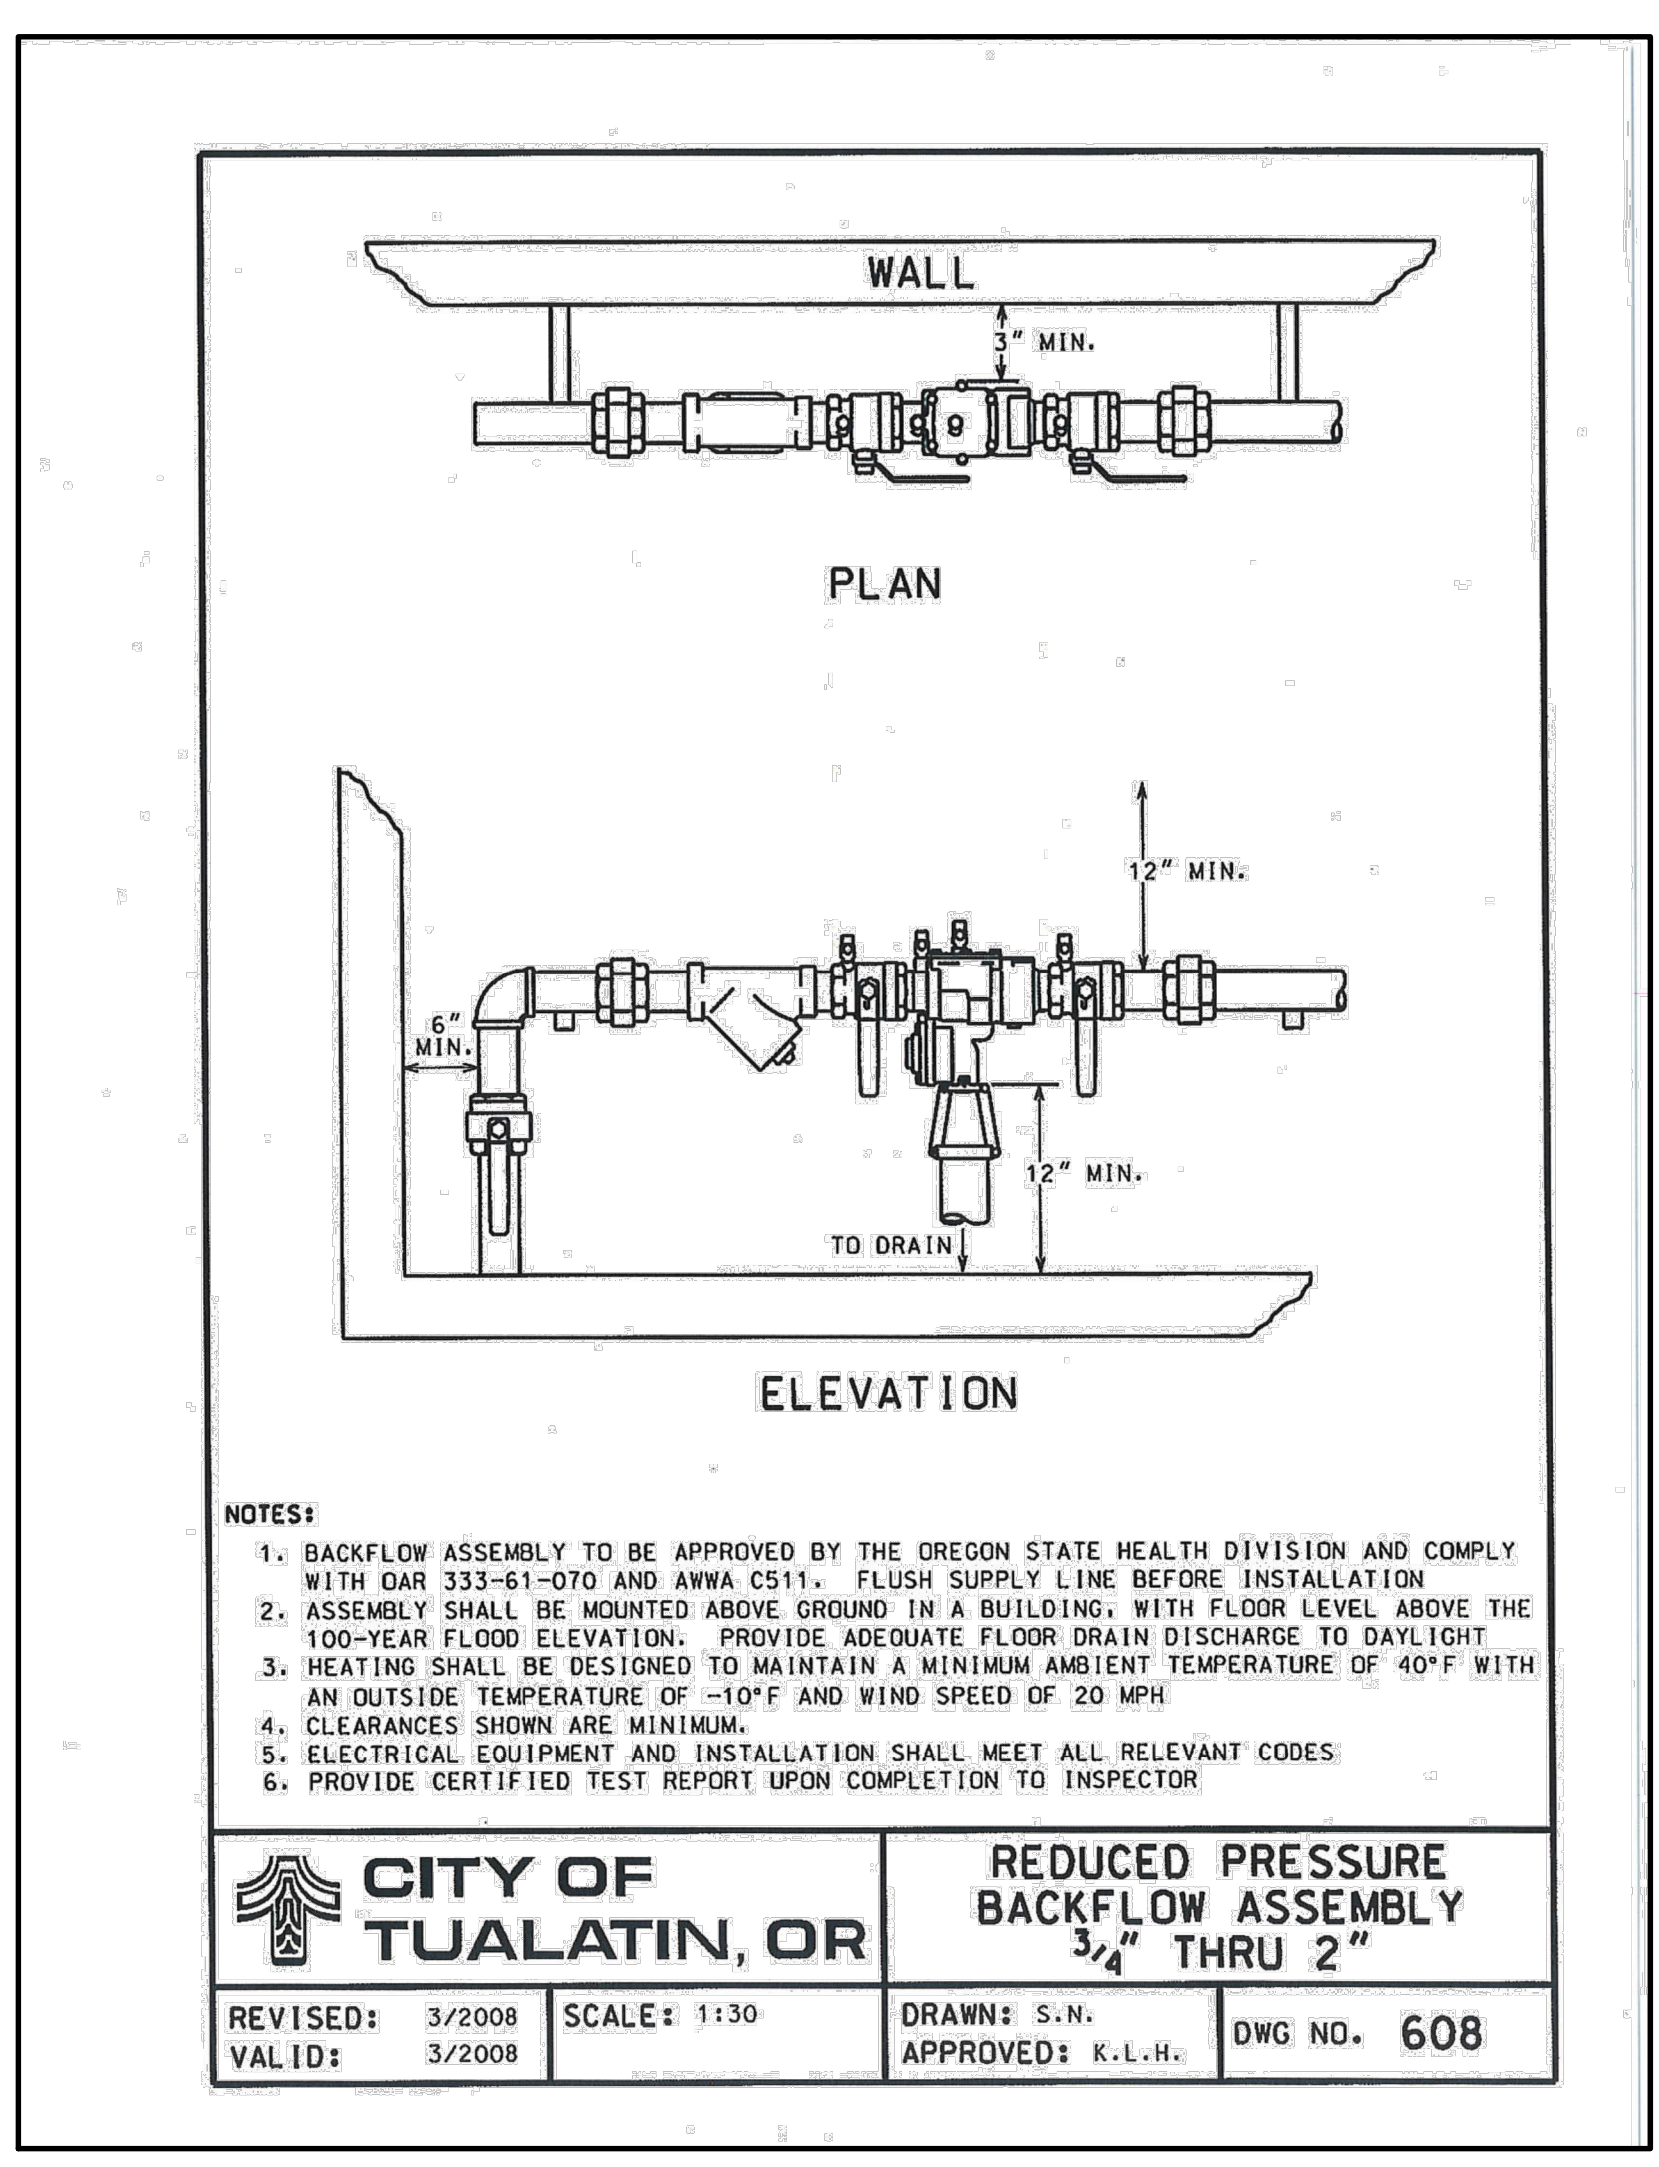 WALL
3" MIN.
PLAN
12" MIN.
6"
MIN.
12" MIN.
TO DRAIN
ELEVATION
NOTES:
1. BACKFLOW ASSEMBLY TO BE APPROVED BY THE OREGON STATE HEALTH DIVISION AND COMPLY
WITH OAR 333-61-070 AND AWWA C511. FLUSH SUPPLY LINE BEFORE INSTALLATION
2. ASSEMBLY SHALL BE MOUNTED ABOVE GROUND IN A BUILDING, WITH FLOOR LEVEL ABOVE THE
100-YEAR FLOOD ELEVATION. PROVIDE ADEQUATE FLOOR DRAIN DISCHARGE TO DAYLIGHT
3. HEATING SHALL BE DESIGNED TO MAINTAIN A MINIMUM AMBIENT TEMPERATURE OF 40°F WITH
AN OUTSIDE TEMPERATURE OF -10°F AND WIND SPEED OF 20 MPH
4. CLEARANCES SHOWN ARE MINIMUM.
5. ELECTRICAL EQUIPMENT AND INSTALLATION SHALL MEET ALL RELEVANT CODES
6. PROVIDE CERTIFIED TEST REPORT UPON COMPLETION TO INSPECTOR
CITY OF
TUALATIN, OR
REDUCED PRESSURE
BACKFLOW ASSEMBLY
3/4" THRU 2"
REVISED: 3/2008
VALID: 3/2008
SCALE: 1:30
DRAWN: S.N.
APPROVED: K.L.H.
DWG NO. 608